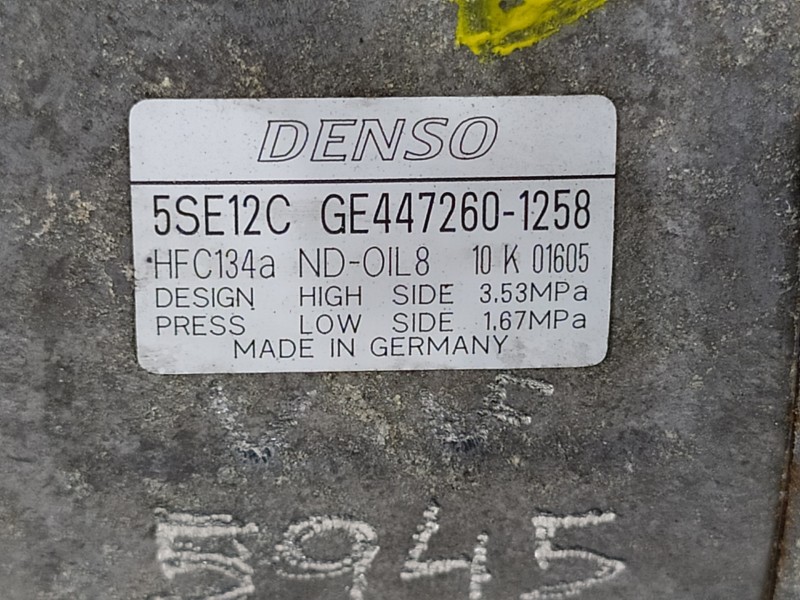 DENSO
5SE12C GE447260-1258
HFC134a ND-OIL8 10 K 01605
DESIGN HIGH SIDE 3.53MPa
PRESS LOW SIDE 1.67MPa
MADE IN GERMANY
5945